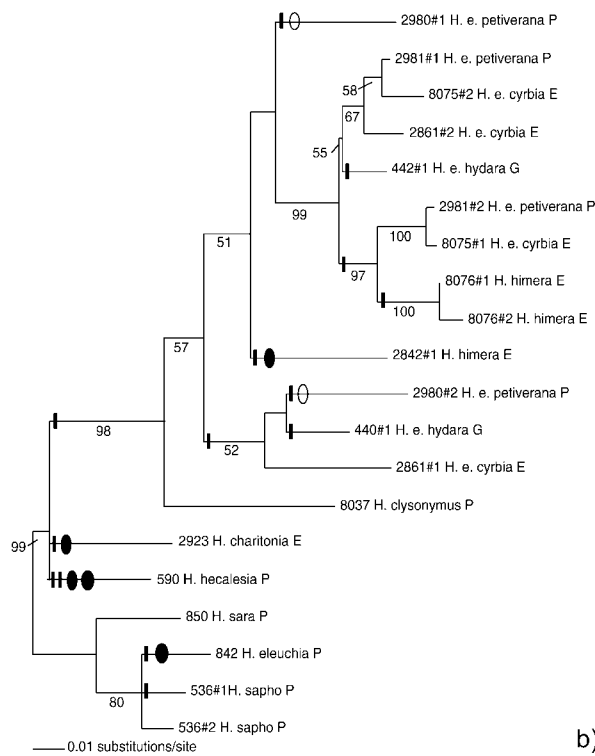 2980#1 H. e. petiverana P
2981#1 H. e. petiverana P
58
8075#2 H. e. cyrbia E
67
2861#2 H. e. cyrbia E
55
442#1 H. e. hydara G
99
2981#2 H. e. petiverana P
100
8075#1 H. e. cyrbia E
51
97
8076#1 H. himera E
100
8076#2 H. himera E
57
2842#1 H. himera E
2980#2 H. e. petiverana P
98
440#1 H. e. hydara G
52
2861#1 H. e. cyrbia E
8037 H. clysonymus P
99
2923 H. charitonia E
590 H. hecalesia P
850 H. sara P
842 H. eleuchia P
80
536#1H. sapho P
536#2 H. sapho P
0.01 substitutions/site
b)